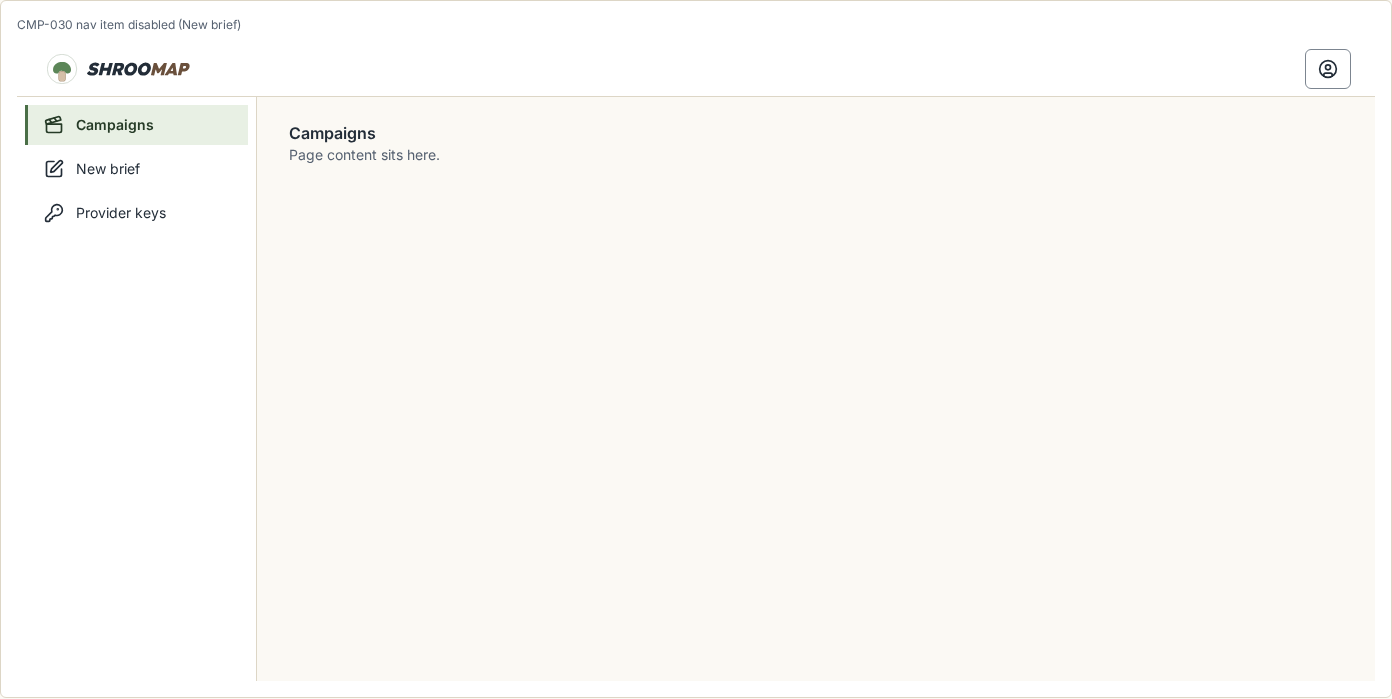 CMP-030 nav item disabled (New brief)
SHROOMAP
Campaigns
New brief
Provider keys
Campaigns
Page content sits here.